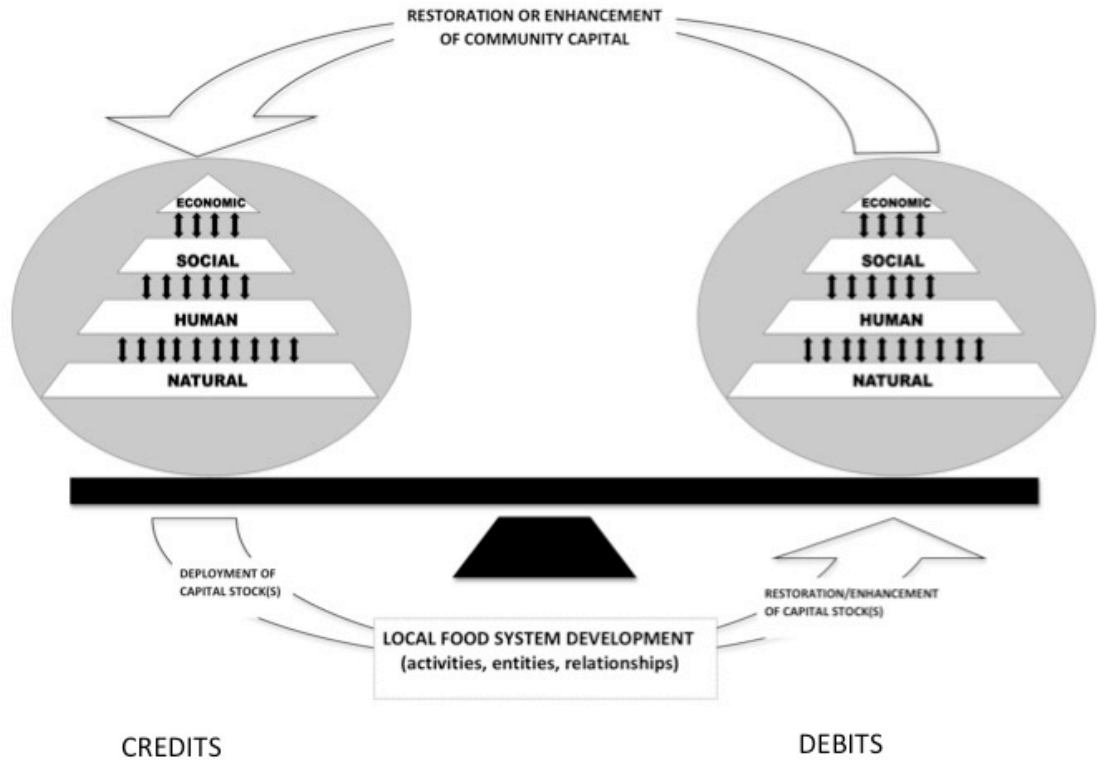 RESTORATION OR ENHANCEMENT
OF COMMUNITY CAPITAL
ECONOMIC
SOCIAL
HUMAN
NATURAL
ECONOMIC
SOCIAL
HUMAN
NATURAL
DEPLOYMENT OF
CAPITAL STOCK(S)
RESTORATION/ENHANCEMENT
OF CAPITAL STOCK(S)
LOCAL FOOD SYSTEM DEVELOPMENT
(activities, entities, relationships)
CREDITS
DEBITS